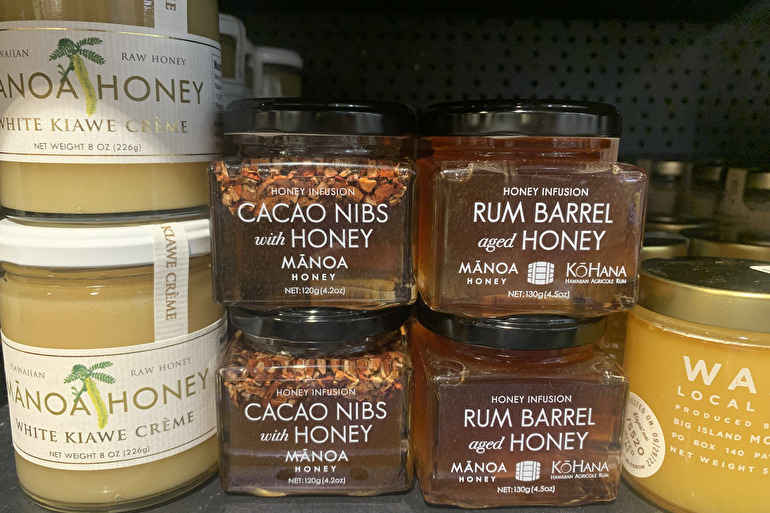 HAWAIIAN RAW HONEY
MANOA HONEY
WHITE KIAWE CRÈME
NET WEIGHT 8 OZ (226g)
KIAWE CRÈME
HAWAIIAN RAW HONEY
MĀNOA HONEY
WHITE KIAWE CRÈME
NET WEIGHT 8 OZ (226g)
HONEY INFUSION
CACAO NIBS
with HONEY
MĀNOA
HONEY
NET: 120g (4.2oz)
HONEY INFUSION
CACAO NIBS
with HONEY
MĀNOA
HONEY
NET: 120g (4.2oz)
HONEY INFUSION
RUM BARREL
aged HONEY
MĀNOA
HONEY
KŌHANA
HAWAIIAN AGRICOLE RUM
NET: 130g (4.5oz)
HONEY INFUSION
RUM BARREL
aged HONEY
MĀNOA
HONEY
KŌHANA
HAWAIIAN AGRICOLE RUM
NET: 130g (4.5oz)
WA
LOCAL
PRODUCED B
BIG ISLAND MO
PO BOX 140 PA
NET WEIGHT 5